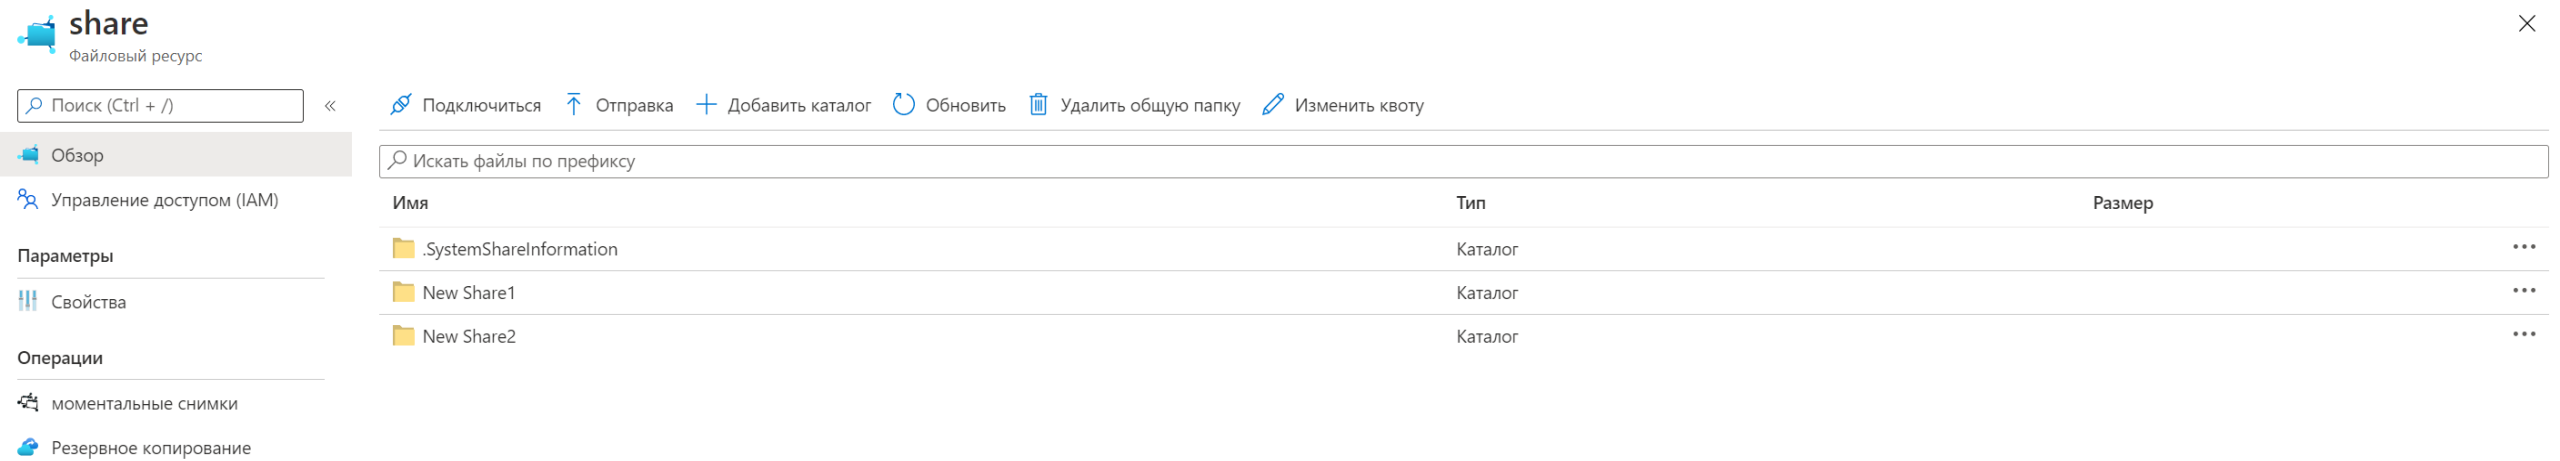 share
Файловый ресурс
Поиск (Ctrl + /)
«
Обзор
Управление доступом (IAM)
Параметры
Свойства
Операции
моментальные снимки
Резервное копирование
Подключиться Отправка Добавить каталог Обновить Удалить общую папку Изменить квоту
Искать файлы по префиксу
Имя Тип Размер
.SystemShareInformation Каталог
New Share1 Каталог
New Share2 Каталог